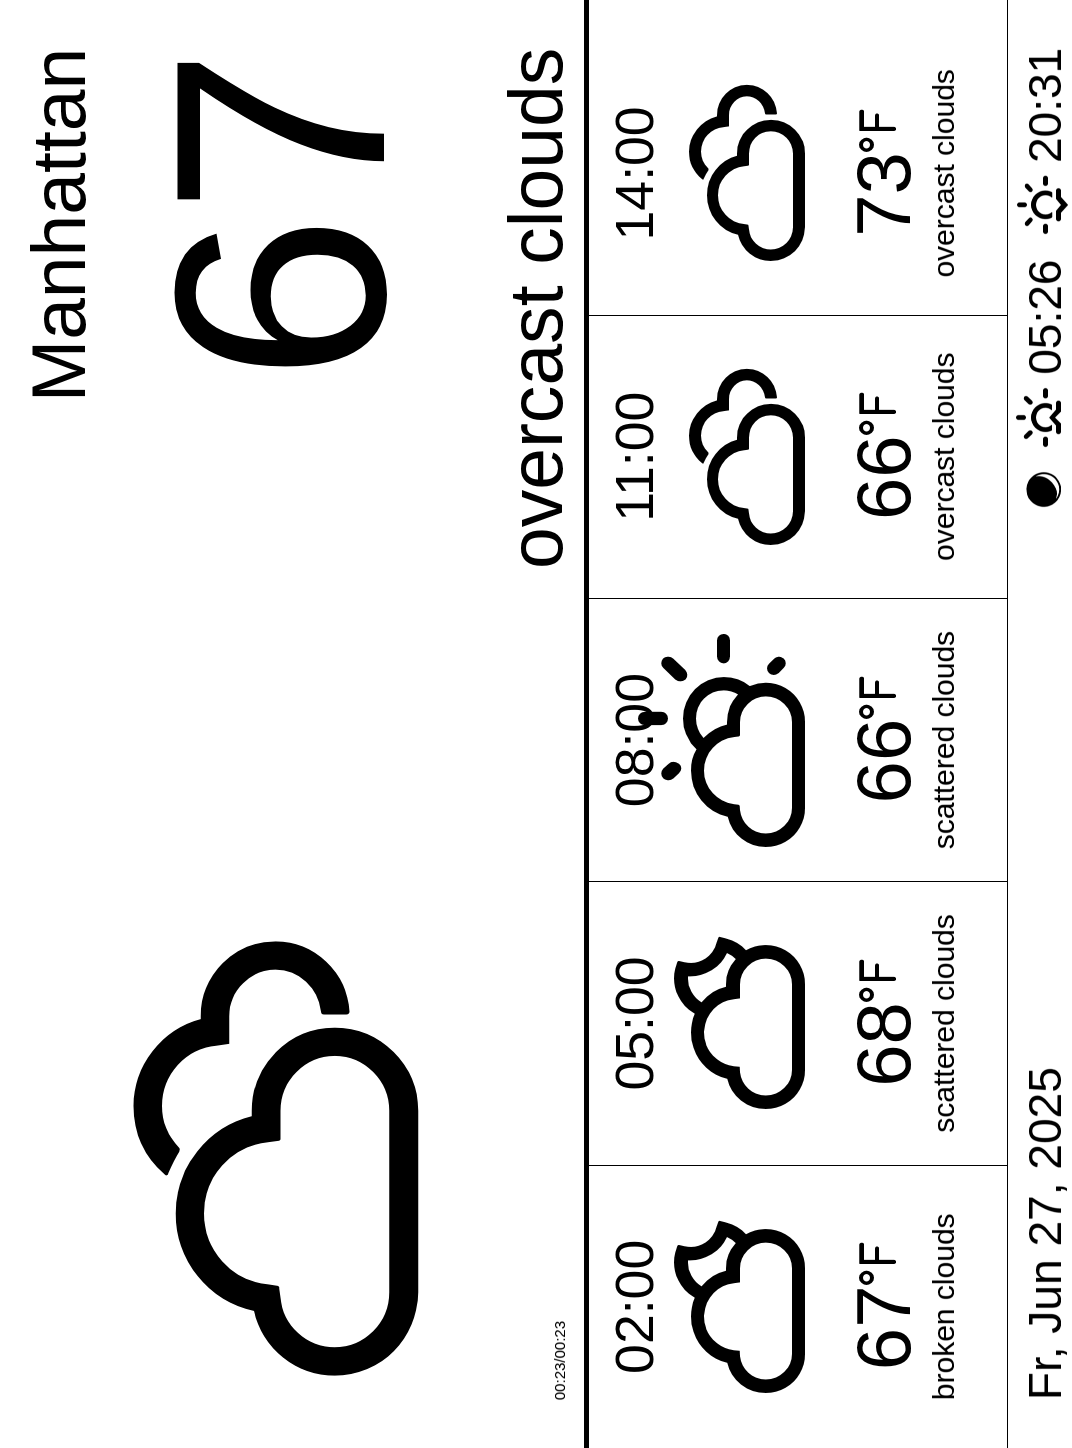 Manhattan
67
overcast clouds
00:23/00:23
02:00 05:00 08:00 11:00 14:00
67°F 68°F 66°F 66°F 73°F
broken clouds scattered clouds scattered clouds overcast clouds overcast clouds
Fr, Jun 27, 2025 05:26 20:31